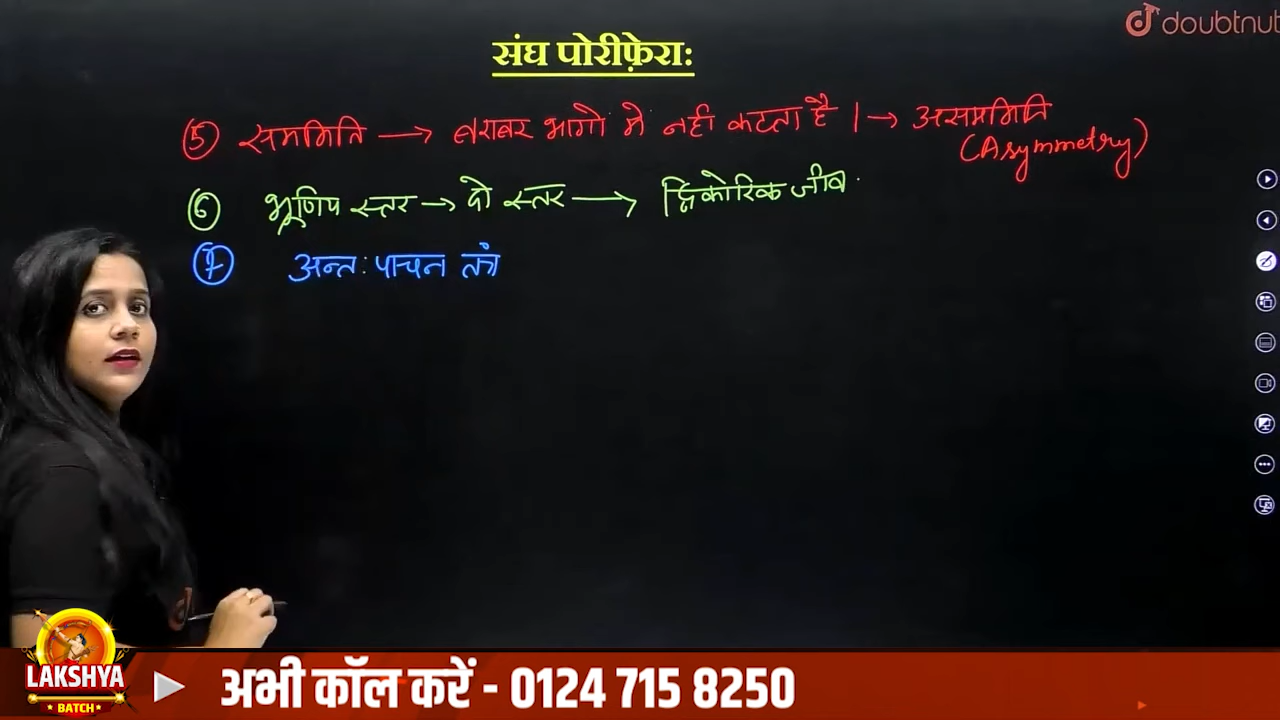 doubtnut
संघ पोरीफ़ेराः
⑤ सममिति → बराबर भागो मे नही कटता है । → असममिति
(Asymmetry)
⑥ भ्रूणिय स्तर → दो स्तर → द्विकोरिक जीव
⑦ अन्तः पाचन तंत्र
LAKSHYA
BATCH
अभी कॉल करें - 0124 715 8250